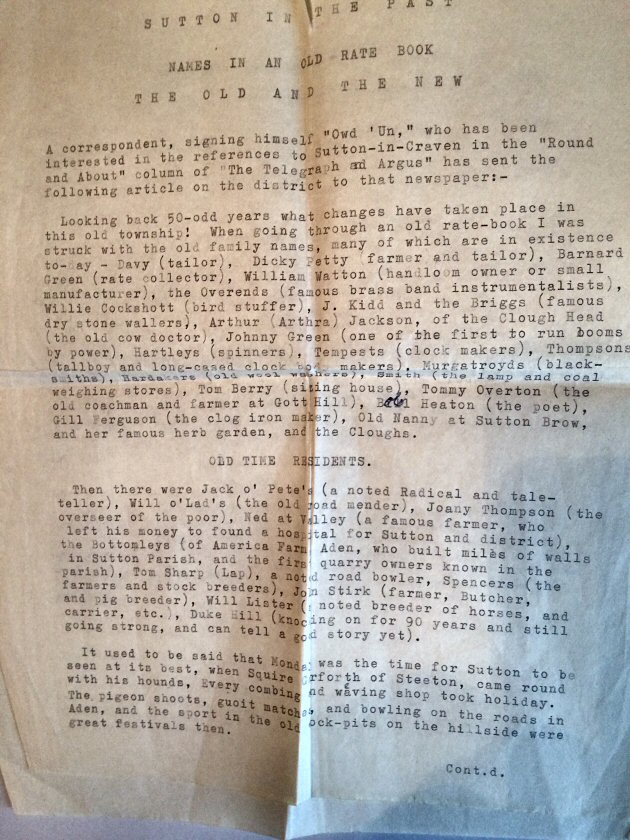 SUTTON IN THE PAST
NAMES IN AN OLD RATE BOOK
THE OLD AND THE NEW
A correspondent, signing himself "Owd 'Un," who has been
interested in the references to Sutton-in-Craven in the "Round
and About" column of "The Telegraph and Argus" has sent the
following article on the district to that newspaper:-
Looking back 50-odd years what changes have taken place in
this old township! When going through an old rate-book I was
struck with the old family names, many of which are in existence
to-day - Davy (tailor), Dicky Petty farmer and tailor), Barnard
Green (rate collector), William Watton (handloom owner or small
manufacturer), the Overends (famous brass band instrumentalists),
Willie Cockshott (bird stuffer), J. Kidd and the Briggs (famous
dry stone wallers), Arthur (Arthra) Jackson, of the Clough Head
(the old cow doctor), Johnny Green (one of the first to run looms
by power), Hartleys (spinners), Tempests (clock makers), Thompsons
(tallboy and long-cased clock box makers), Murgatroyds (black-
smiths), Hardakers (old wool washers), Smith (the lamp and coal
weighing stores), Tom Berry (sizing house), Tommy Overton (the
old coachman and farmer at Gott Hill), Heaton (the poet),
Gill Ferguson (the clog iron maker), Old Nanny at Sutton Brow,
and her famous herb garden, and the Cloughs.
OLD TIME RESIDENTS.
Then there were Jack o' Pete's (a noted Radical and tale-
teller), Will o'Lad's (the old road mender), Joany Thompson (the
overseer of the poor), Ned at Valley (a famous farmer, who
left his money to found a hospital for Sutton and district),
the Bottomleys (of America Farm Aden, who built miles of walls
in Sutton Parish, and the first quarry owners known in the
parish), Tom Sharp (Lap), a noted road bowler, Spencers (the
farmers and stock breeders), John Stirk (farmer, Butcher,
and pig breeder), Will Lister (a noted breeder of horses, and
carrier, etc.), Duke Hill (knocking on for 90 years and still
going strong, and can tell a good story yet).
It used to be said that Monday was the time for Sutton to be
seen at its best, when Squire Corforth of Steeton, came round
with his hounds, Every combing and waving shop took holiday.
The pigeon shoots, guoit matches, and bowling on the roads in
Aden, and the sport in the old cock-pits on the hillside were
great festivals then.
Cont.d.